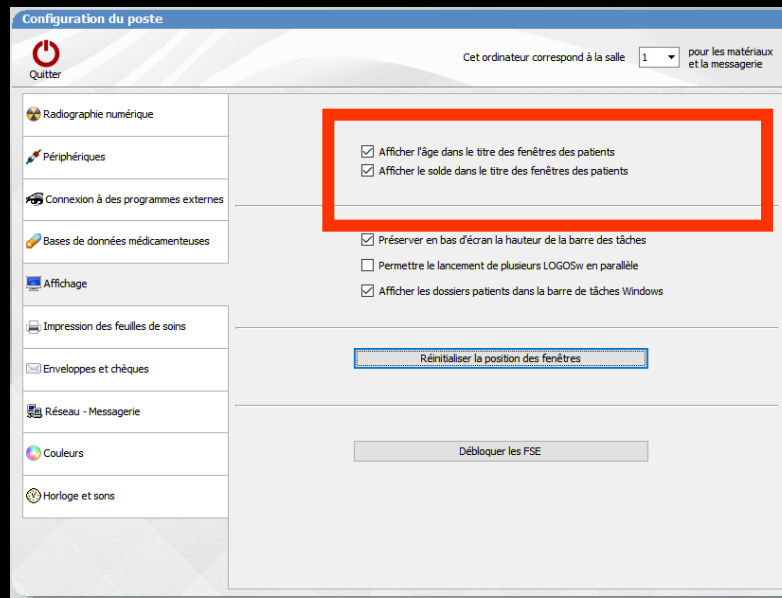 Configuration du poste
Quitter
Cet ordinateur correspond à la salle 1 pour les matériaux
et la messagerie
Radiographie numérique
Périphériques
Connexion à des programmes externes
Bases de données médicamenteuses
Affichage
Impression des feuilles de soins
Enveloppes et chèques
Réseau - Messagerie
Couleurs
Horloge et sons
Afficher l'âge dans le titre des fenêtres des patients
Afficher le solde dans le titre des fenêtres des patients
Préserver en bas d'écran la hauteur de la barre des tâches
Permettre le lancement de plusieurs LOGOSw en parallèle
Afficher les dossiers patients dans la barre de tâches Windows
Réinitialiser la position des fenêtres
Débloquer les FSE